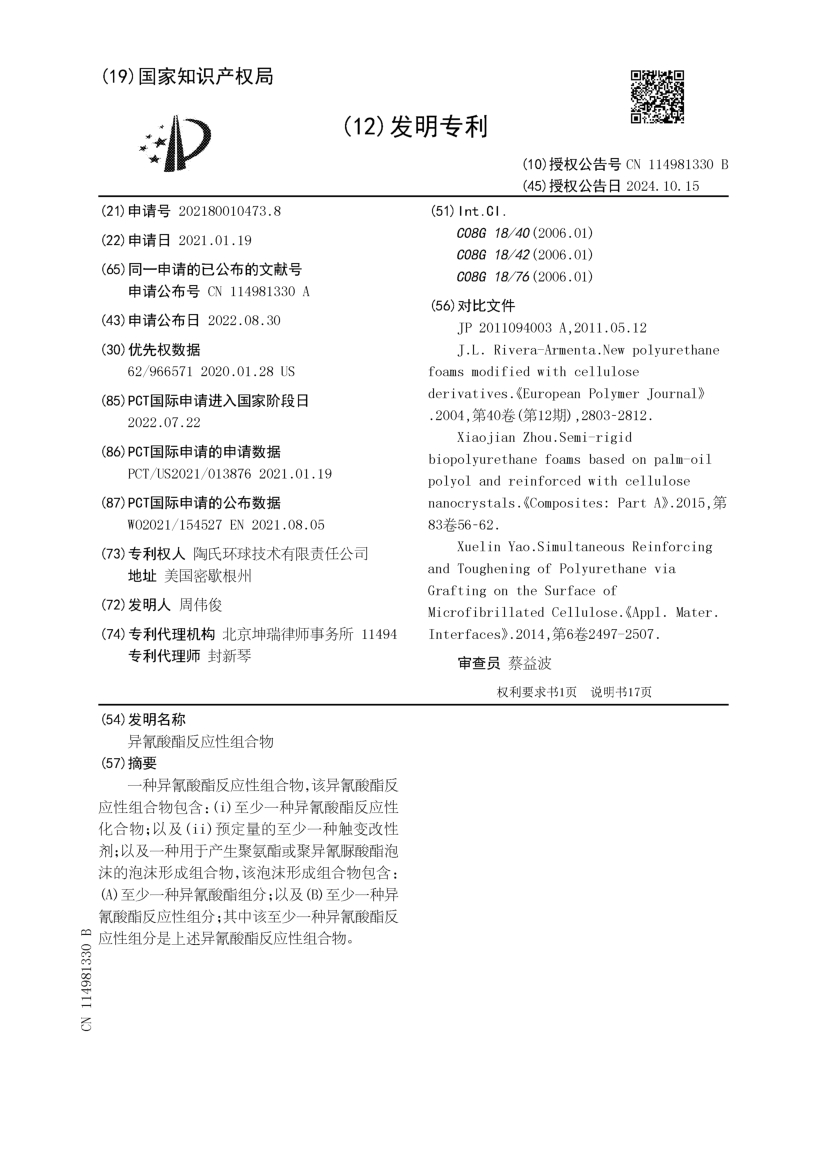 (19)国家知识产权局
(12)发明专利
(10)授权公告号 CN 114981330 B
(45)授权公告日 2024.10.15
(21)申请号 202180010473.8
(22)申请日 2021.01.19
(65)同一申请的已公布的文献号
申请公布号 CN 114981330 A
(43)申请公布日 2022.08.30
(30)优先权数据
62/966571 2020.01.28 US
(85)PCT国际申请进入国家阶段日
2022.07.22
(86)PCT国际申请的申请数据
PCT/US2021/013876 2021.01.19
(87)PCT国际申请的公布数据
WO2021/154527 EN 2021.08.05
(73)专利权人 陶氏环球技术有限责任公司
地址 美国密歇根州
(72)发明人 周伟俊
(74)专利代理机构 北京坤瑞律师事务所 11494
专利代理师 封新琴
(51)Int.Cl.
C08G 18/40(2006.01)
C08G 18/42(2006.01)
C08G 18/76(2006.01)
(56)对比文件
JP 2011094003 A,2011.05.12
J.L. Rivera-Armenta.New polyurethane
foams modified with cellulose
derivatives.《European Polymer Journal》
.2004,第40卷(第12期),2803-2812.
Xiaojian Zhou.Semi-rigid
biopolyurethane foams based on palm-oil
polyol and reinforced with cellulose
nanocrystals.《Composites: Part A》.2015,第
83卷56-62.
Xuelin Yao.Simultaneous Reinforcing
and Toughening of Polyurethane via
Grafting on the Surface of
Microfibrillated Cellulose.《Appl. Mater.
Interfaces》.2014,第6卷2497-2507.
审查员 蔡益波
权利要求书1页 说明书17页
(54)发明名称
异氰酸酯反应性组合物
(57)摘要
一种异氰酸酯反应性组合物,该异氰酸酯反
应性组合物包含:(i)至少一种异氰酸酯反应性
化合物;以及(ii)预定量的至少一种触变改性
剂;以及一种用于产生聚氨酯或聚异氰脲酸酯泡
沫的泡沫形成组合物,该泡沫形成组合物包含:
(A)至少一种异氰酸酯组分;以及(B)至少一种异
氰酸酯反应性组分;其中该至少一种异氰酸酯反
应性组分是上述异氰酸酯反应性组合物。
CN 114981330 B